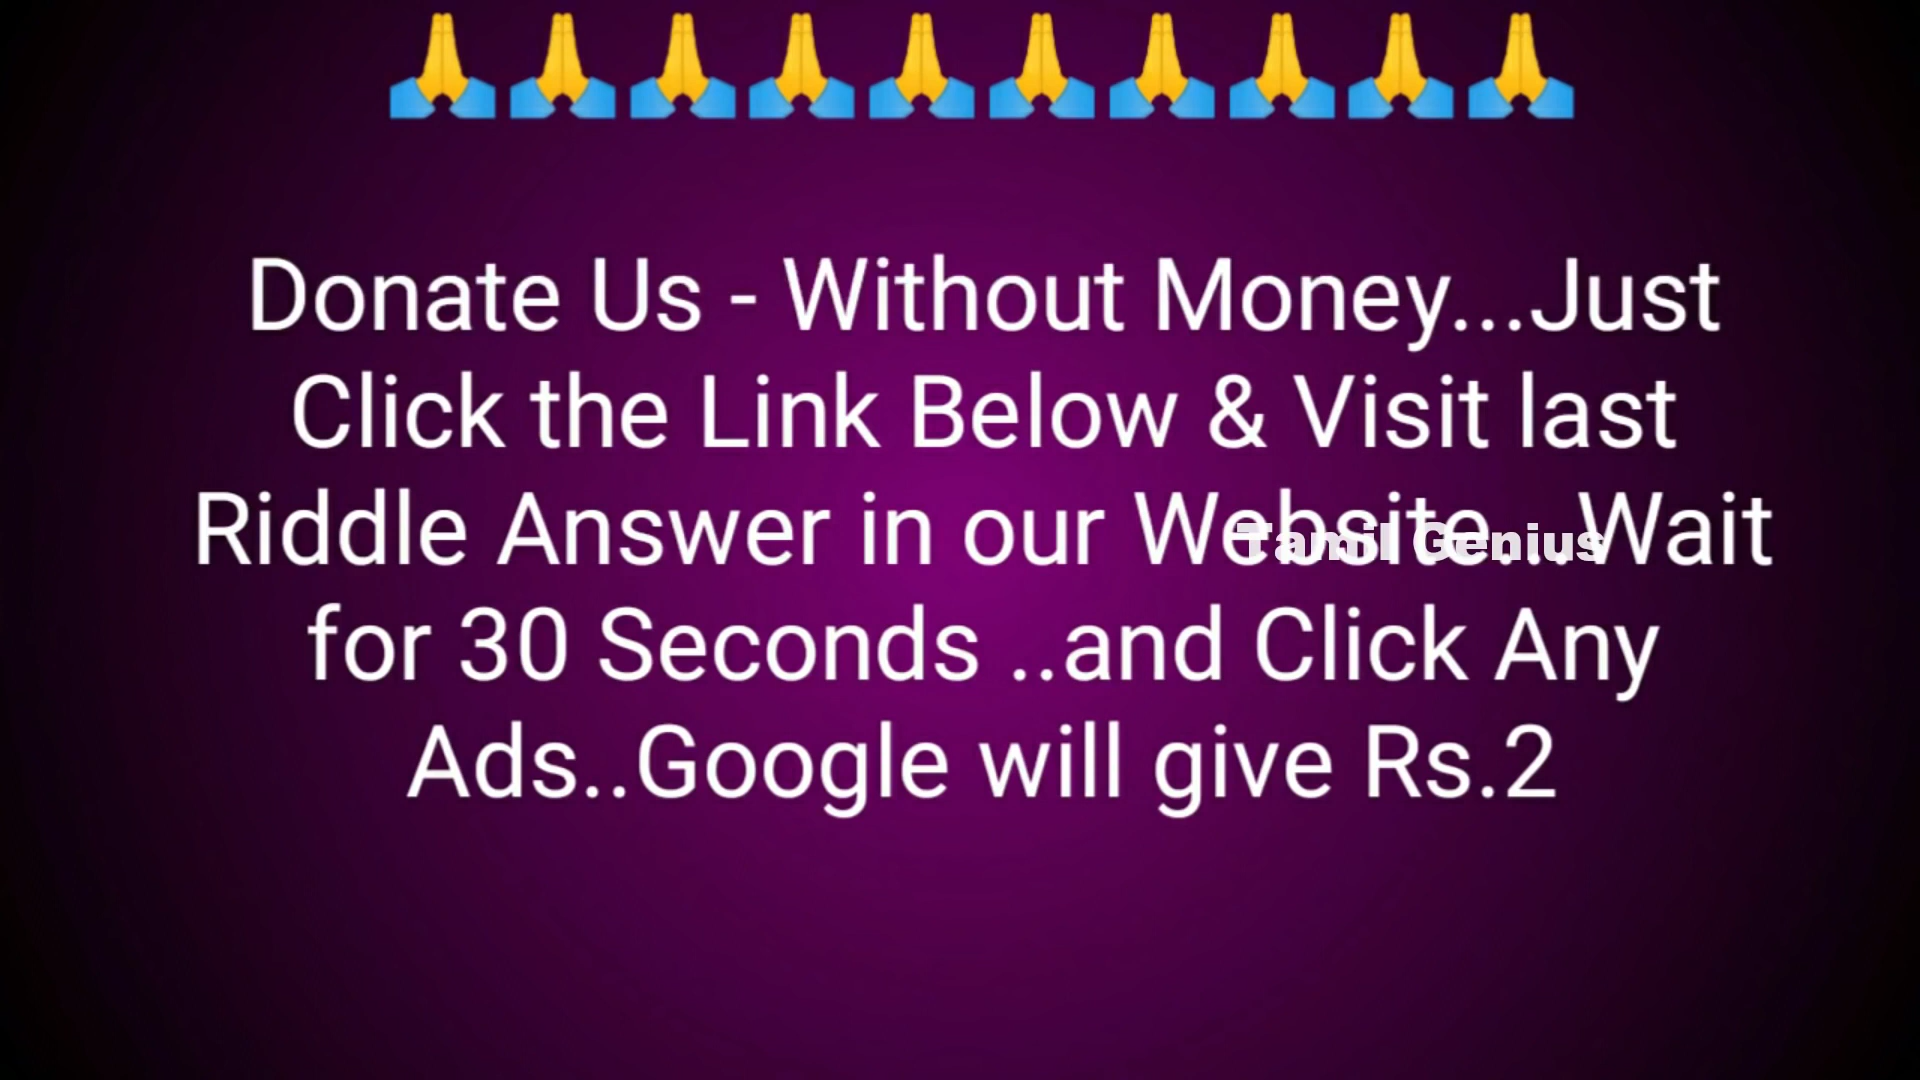 🙏🙏🙏🙏🙏🙏🙏🙏🙏🙏
Donate Us - Without Money...Just
Click the Link Below & Visit last
Riddle Answer in our Website...Wait
Tamil Genius
for 30 Seconds ..and Click Any
Ads..Google will give Rs.2